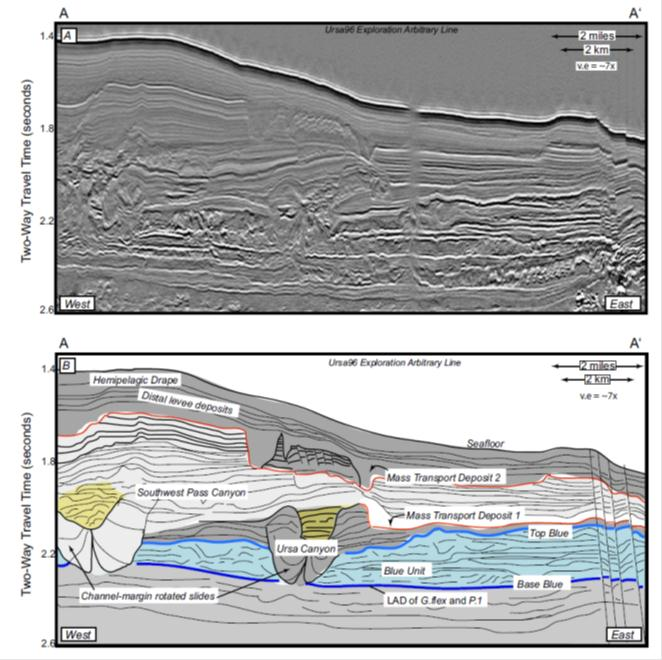 A A'
A Ursa96 Exploration Arbitrary Line
2 miles
2 km
v.e = ~7x
Two-Way Travel Time (seconds)
1.4
1.8
2.2
2.6
West East
A A'
B Ursa96 Exploration Arbitrary Line
2 miles
2 km
v.e = ~7x
Two-Way Travel Time (seconds)
1.4
1.8
2.2
2.6
Hemipelagic Drape
Distal levee deposits
Seafloor
Mass Transport Deposit 2
Southwest Pass Canyon
Mass Transport Deposit 1
Top Blue
Ursa Canyon
Blue Unit
Base Blue
Channel-margin rotated slides
LAD of G.flex and P.1
West East